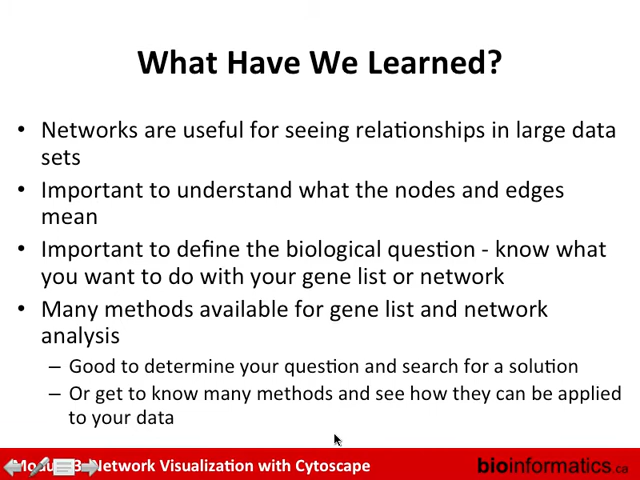 What Have We Learned?
• Networks are useful for seeing relationships in large data
sets
• Important to understand what the nodes and edges
mean
• Important to define the biological question - know what
you want to do with your gene list or network
• Many methods available for gene list and network
analysis
– Good to determine your question and search for a solution
– Or get to know many methods and see how they can be applied
to your data
Network Visualization with Cytoscape
bioinformatics.ca